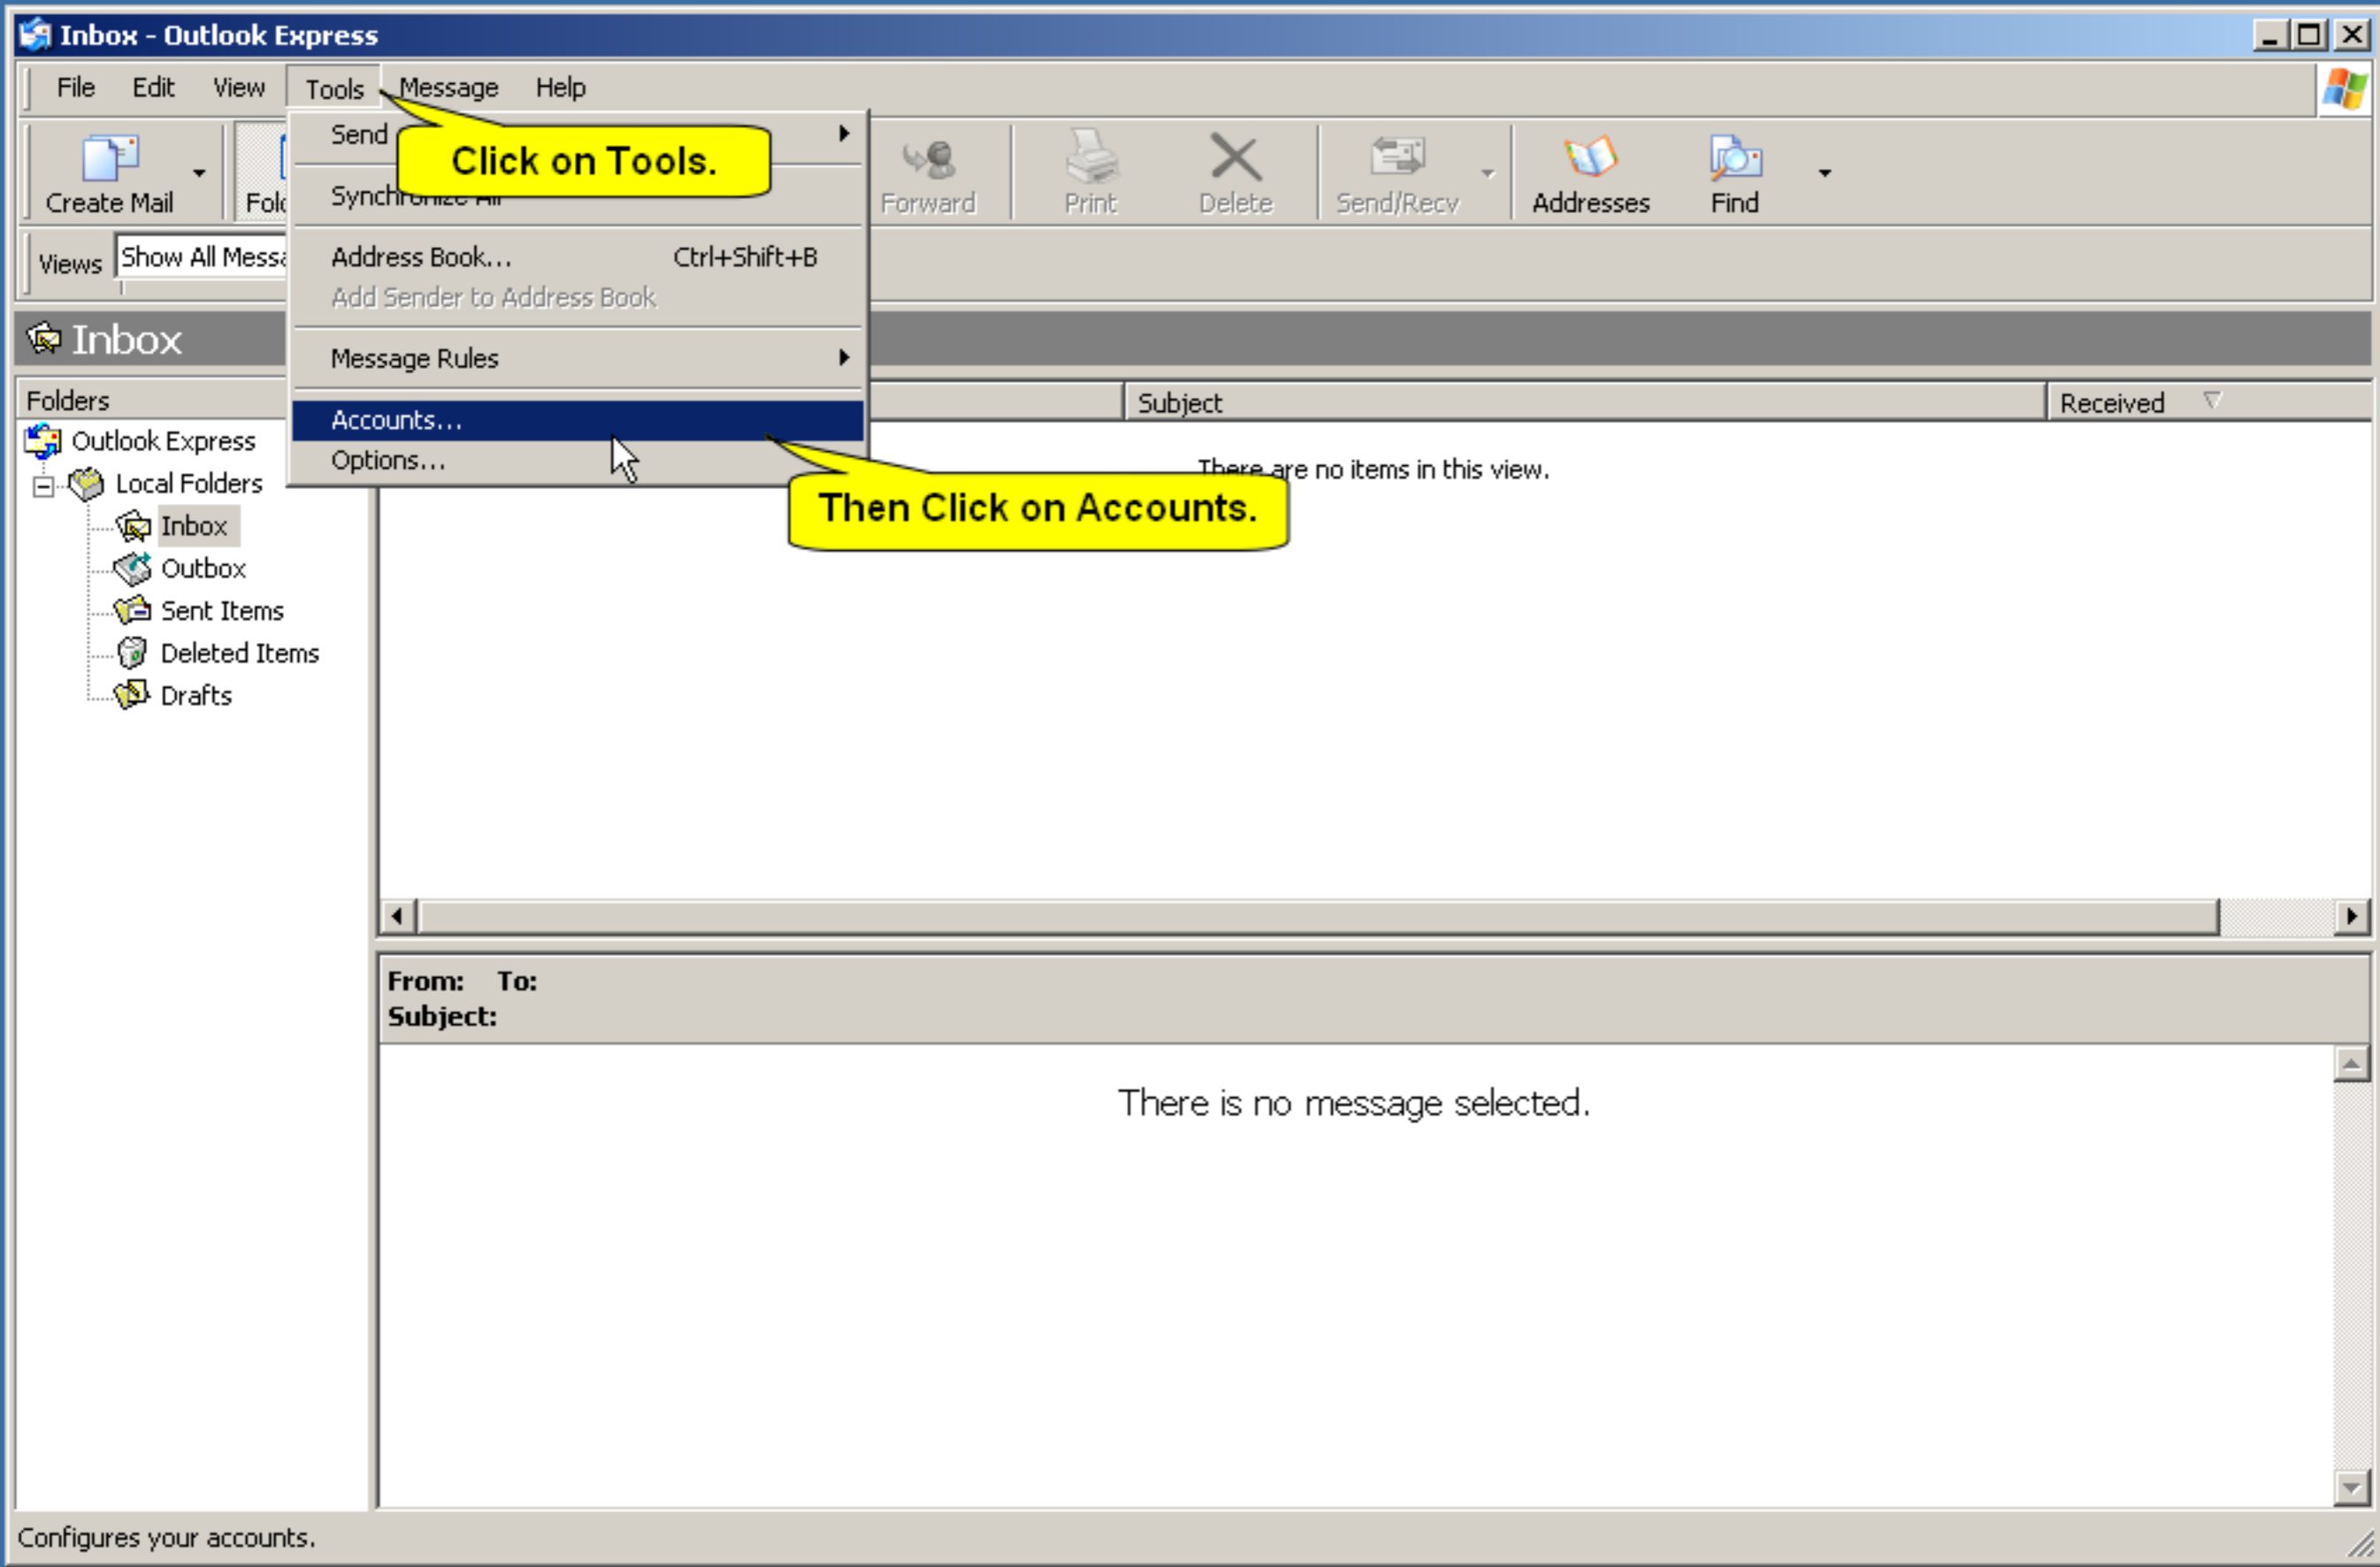 Inbox - Outlook Express
File Edit View Tools Message Help
Send
Click on Tools.
Synchronize All
Create Mail
Forward Print Delete Send/Recv Addresses Find
Views Show All
Address Book... Ctrl+Shift+B
Add Sender to Address Book
Inbox
Message Rules
Folders
Subject Received
Accounts...
Options...
Then Click on Accounts.
There are no items in this view.
Outlook Express
Local Folders
Inbox
Outbox
Sent Items
Deleted Items
Drafts
From: To:
Subject:
There is no message selected.
Configures your accounts.